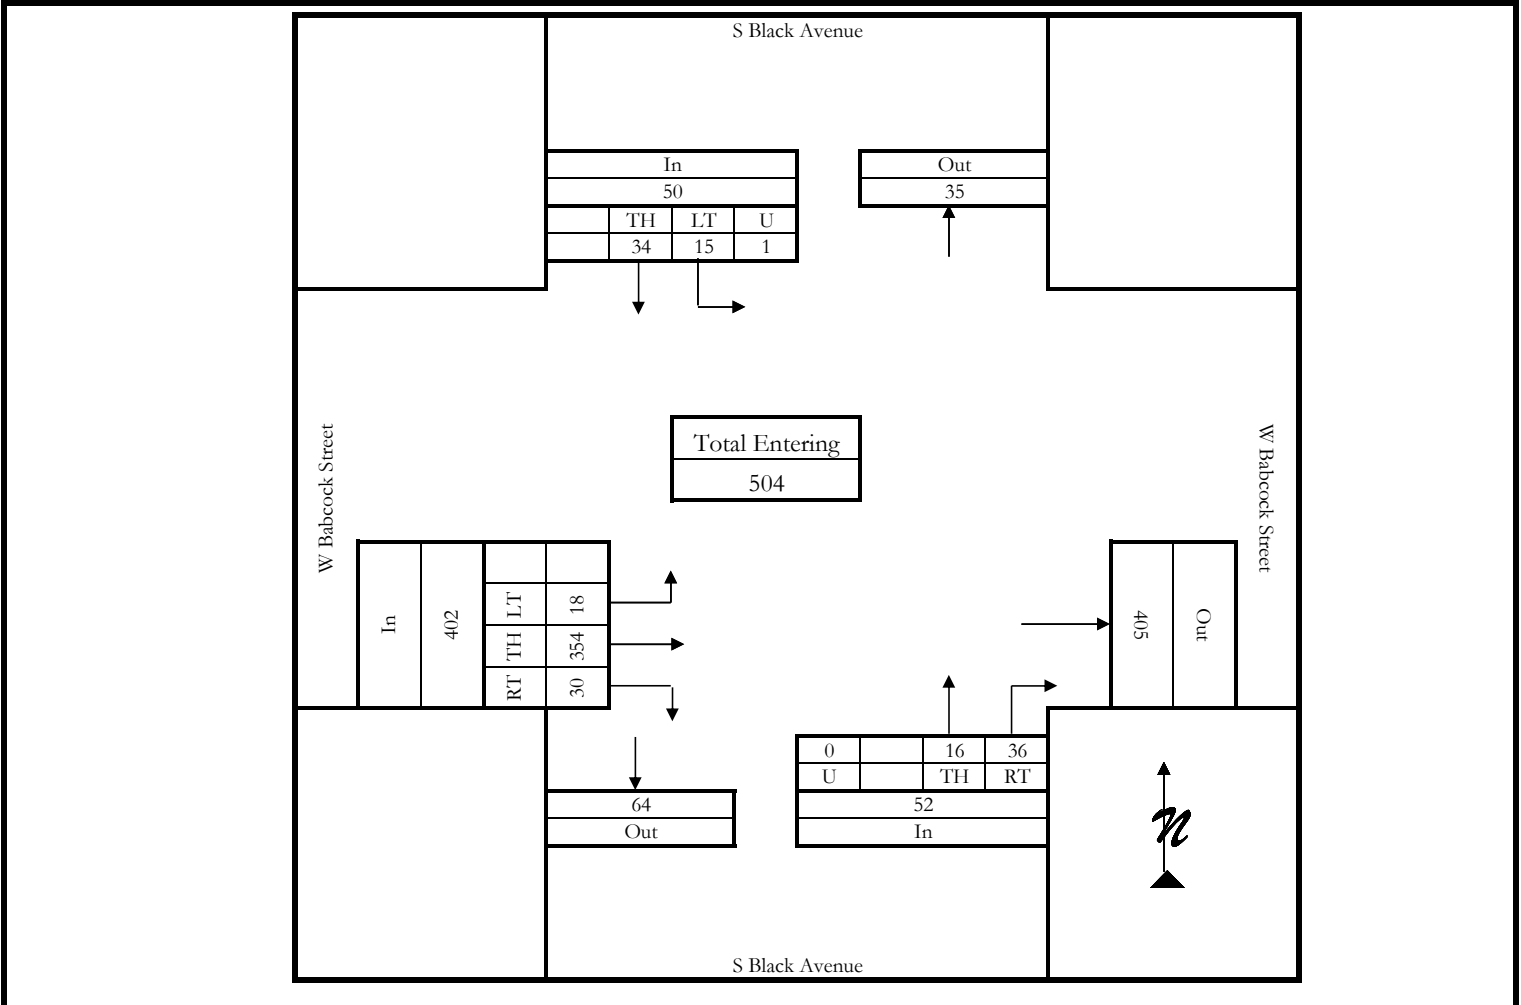 S Black Avenue
In
Out
50
35
TH LT U
34 15 1
W Babcock Street
W Babcock Street
Total Entering
504
In
402
LT 18
TH 354
RT 30
405
Out
0 16 36
U TH RT
64
52
Out
In
N
S Black Avenue